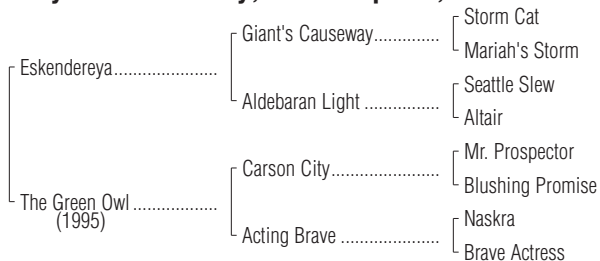 Storm Cat
Giant's Causeway..............
Mariah's Storm
Eskendereya......................
Seattle Slew
Aldebaran Light ................
Altair
Mr. Prospector
Carson City.......................
Blushing Promise
The Green Owl ..................
(1995)
Naskra
Acting Brave .....................
Brave Actress